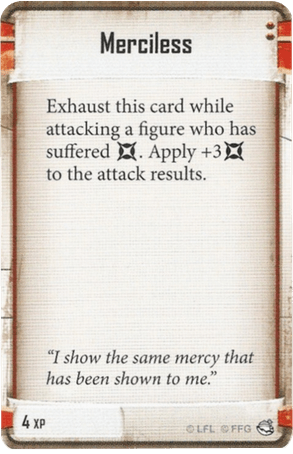 Merciless
Exhaust this card while
attacking a figure who has
suffered . Apply +3
to the attack results.
“I show the same mercy that
has been shown to me.”
4 XP
© LFL © FFG